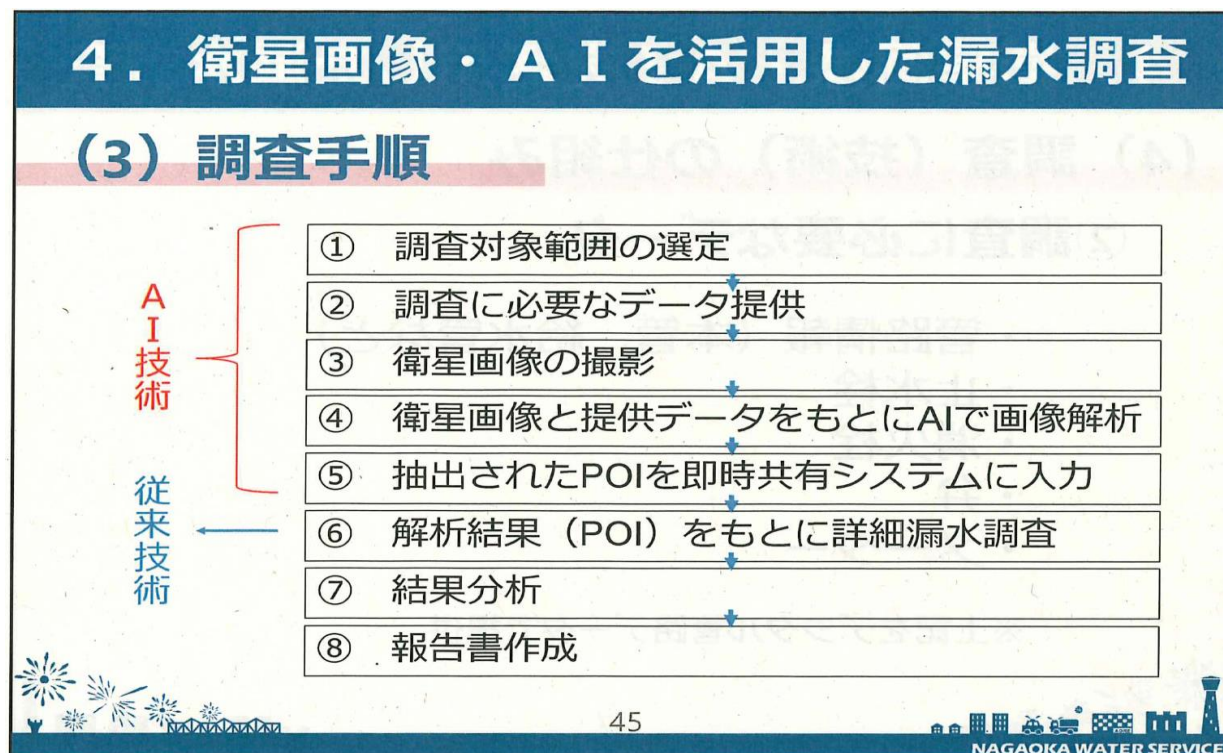 4．衛星画像・ＡＩを活用した漏水調査
（3）調査手順
ＡＩ技術
従来技術
① 調査対象範囲の選定
② 調査に必要なデータ提供
③ 衛星画像の撮影
④ 衛星画像と提供データをもとにAIで画像解析
⑤ 抽出されたPOIを即時共有システムに入力
⑥ 解析結果（POI）をもとに詳細漏水調査
⑦ 結果分析
⑧ 報告書作成
45
NAGAOKA WATER SERVICE